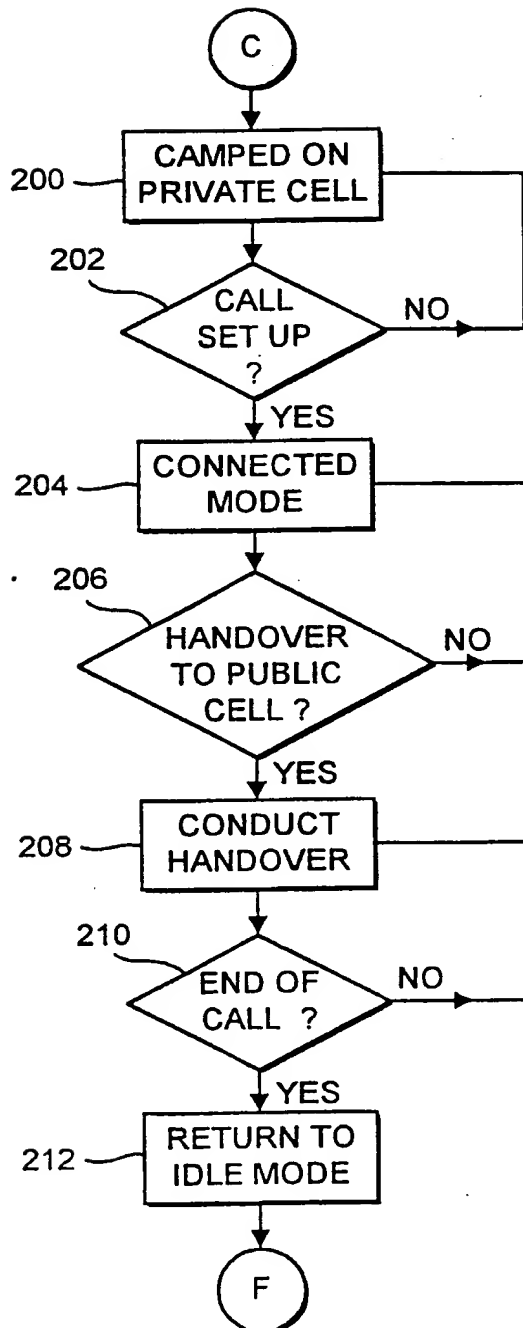 C
200
CAMPED ON
PRIVATE CELL
202
CALL
SET UP
?
NO
YES
204
CONNECTED
MODE
206
HANDOVER
TO PUBLIC
CELL ?
NO
YES
208
CONDUCT
HANDOVER
210
END OF
CALL ?
NO
YES
212
RETURN TO
IDLE MODE
F